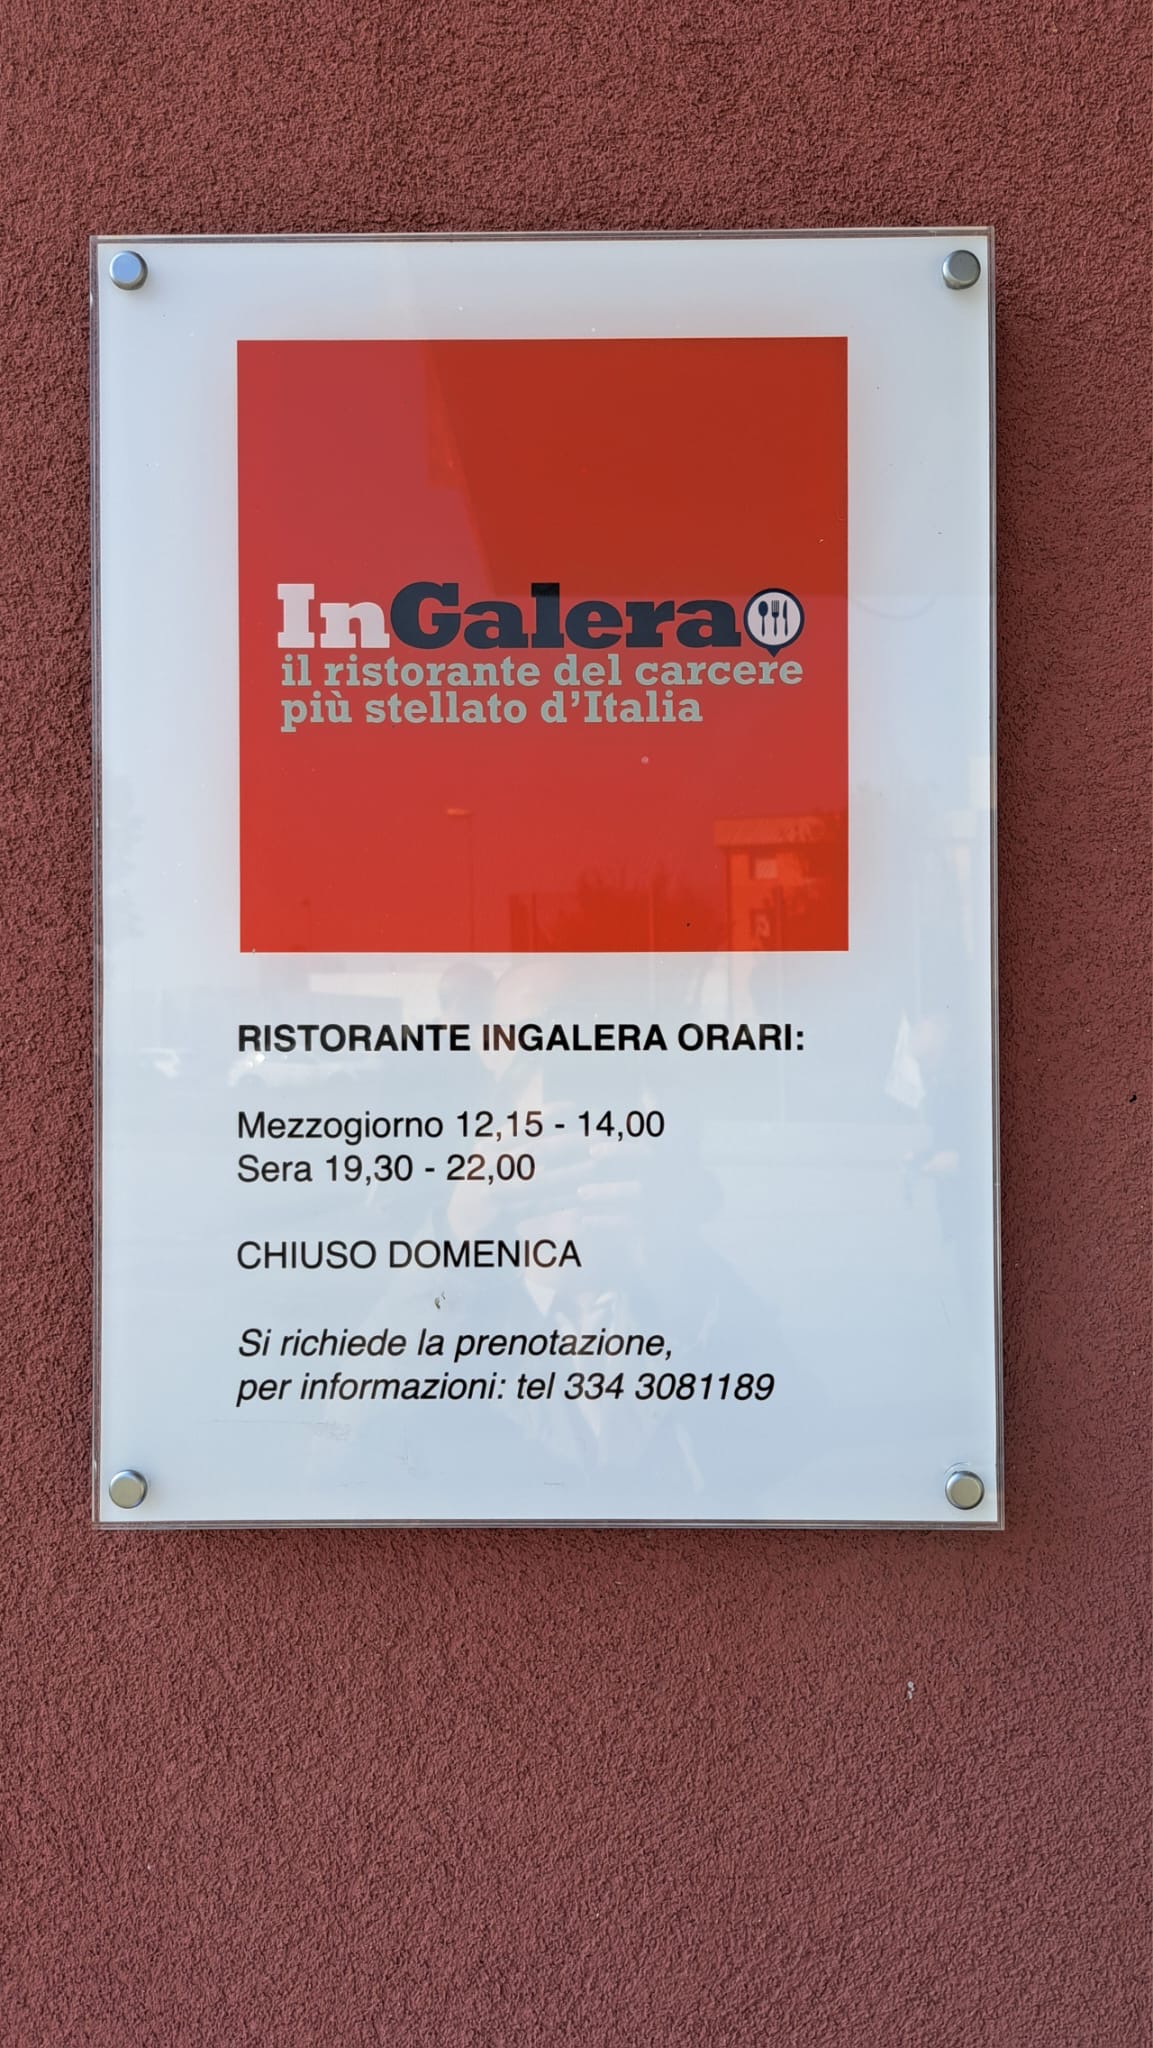 InGalera
il ristorante del carcere
più stellato d'Italia
RISTORANTE INGALERA ORARI:
Mezzogiorno 12,15 - 14,00
Sera 19,30 - 22,00
CHIUSO DOMENICA
Si richiede la prenotazione,
per informazioni: tel 334 3081189